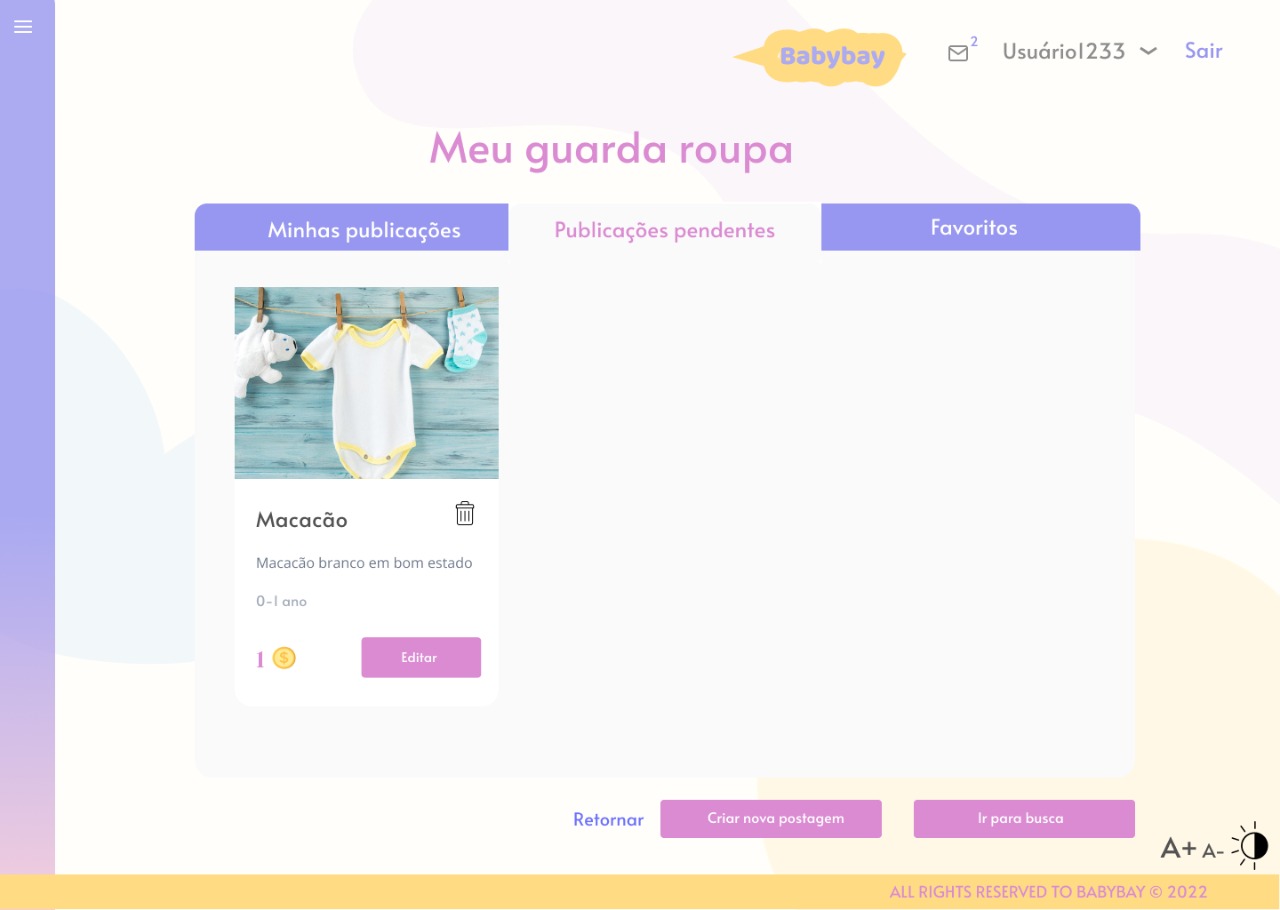 Babybay
2
Usuário1233
Sair
Meu guarda roupa
Minhas publicações
Publicações pendentes
Favoritos
Macacão
Macacão branco em bom estado
0-1 ano
1 $
Editar
Retornar
Criar nova postagem
Ir para busca
A+ A-
ALL RIGHTS RESERVED TO BABYBAY © 2022